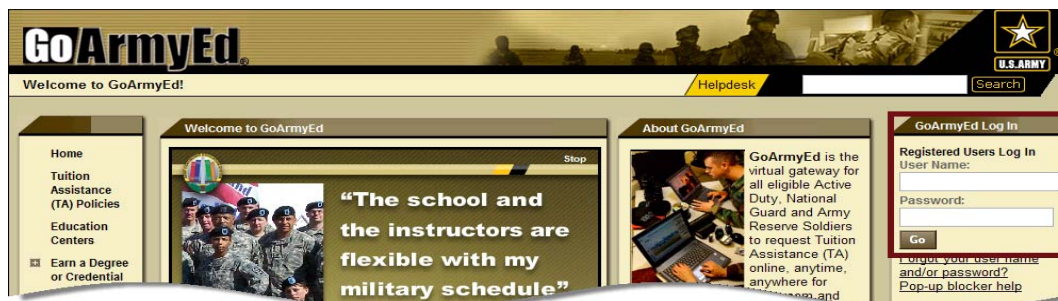 GoArmyEd®
U.S.ARMY
Welcome to GoArmyEd!
Helpdesk
Search
Home
Tuition
Assistance
(TA) Policies
Education
Centers
Earn a Degree
or Credential
Welcome to GoArmyEd
Stop
“The school and
the instructors are
flexible with my
military schedule”
About GoArmyEd
GoArmyEd is the
virtual gateway for
all eligible Active
Duty, National
Guard and Army
Reserve Soldiers
to request Tuition
Assistance (TA)
online, anytime,
anywhere for
and
GoArmyEd Log In
Registered Users Log In
User Name:
Password:
Go
Forgot your user name
and/or password?
Pop-up blocker help